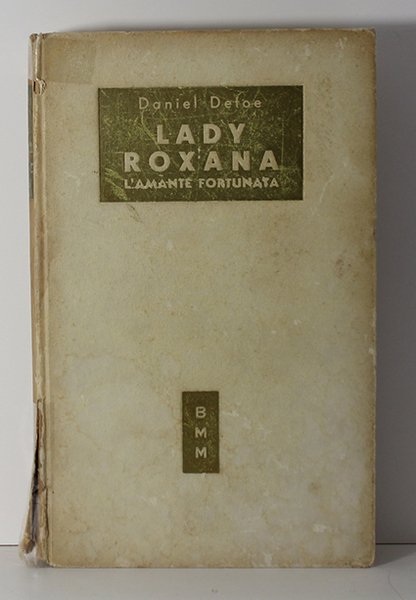 Daniel Defoe
LADY
ROXANA
L'AMANTE FORTUNATA
B
M
M